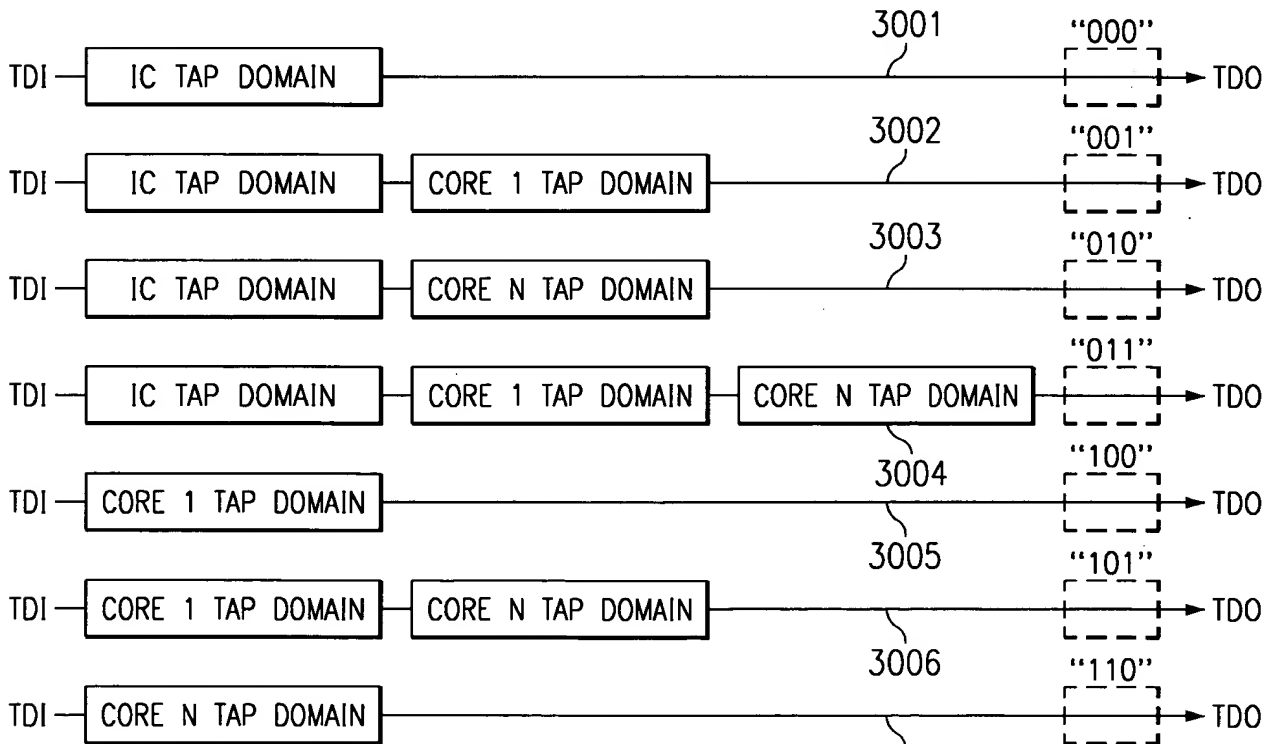 3001 "000"
TDI IC TAP DOMAIN TDO
3002 "001"
TDI IC TAP DOMAIN CORE 1 TAP DOMAIN TDO
3003 "010"
TDI IC TAP DOMAIN CORE N TAP DOMAIN TDO
"011"
TDI IC TAP DOMAIN CORE 1 TAP DOMAIN CORE N TAP DOMAIN TDO
3004 "100"
TDI CORE 1 TAP DOMAIN TDO
3005 "101"
TDI CORE 1 TAP DOMAIN CORE N TAP DOMAIN TDO
3006 "110"
TDI CORE N TAP DOMAIN TDO